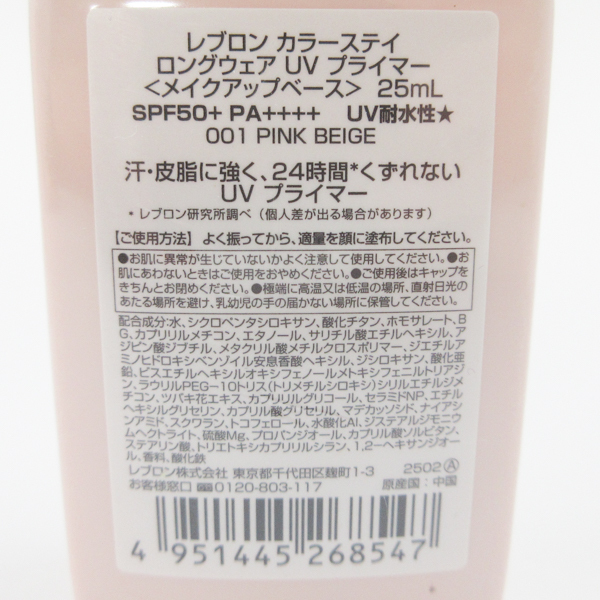 レブロン カラーステイ
ロングウェア UV プライマー
＜メイクアップベース＞ 25mL
SPF50+ PA++++ UV耐水性★
001 PINK BEIGE
汗・皮脂に強く、24時間*くずれない
UV プライマー
* レブロン研究所調べ（個人差が出る場合があります）
【ご使用方法】 よく振ってから、適量を顔に塗布してください。
●お肌に異常が生じていないかよく注意して使用してください。●お
肌にあわないときはご使用をおやめください。●ご使用後はキャップを
きちんとお閉めください。●極端に高温又は低温の場所、直射日光の
あたる場所を避け、乳幼児の手の届かない場所に保管してください。
配合成分:水、シクロペンタシロキサン、酸化チタン、ホモサレート、B
G、カプリリルメチコン、エタノール、サリチル酸エチルヘキシル、ア
ジピン酸ジブチル、メタクリル酸メチルクロスポリマー、ジエチルア
ミノヒドロキシベンゾイル安息香酸ヘキシル、ジシロキサン、酸化亜
鉛、ビスエチルヘキシルオキシフェノールメトキシフェニルトリアジ
ン、ラウリルPEG-10トリス(トリメチルシロキシ)シリルエチルジメ
チコン、ツバキ花エキス、カプリリルグリコール、セラミドNP、エチル
ヘキシルグリセリン、カプリル酸グリセリル、マデカッソシド、ナイアシ
ンアミド、スクワラン、トコフェロール、水酸化Al、ジステアルジモニウ
ムヘクトライト、硫酸Mg、プロパンジオール、カプリル酸ソルビタン、
ステアリン酸、トリエトキシカプリリルシラン、1,2-ヘキサンジオー
ル、香料、酸化鉄
レブロン株式会社 東京都千代田区麹町1-3 2502Ⓐ
お客様窓口 0120-803-117 原産国：中国
4 951445 268547